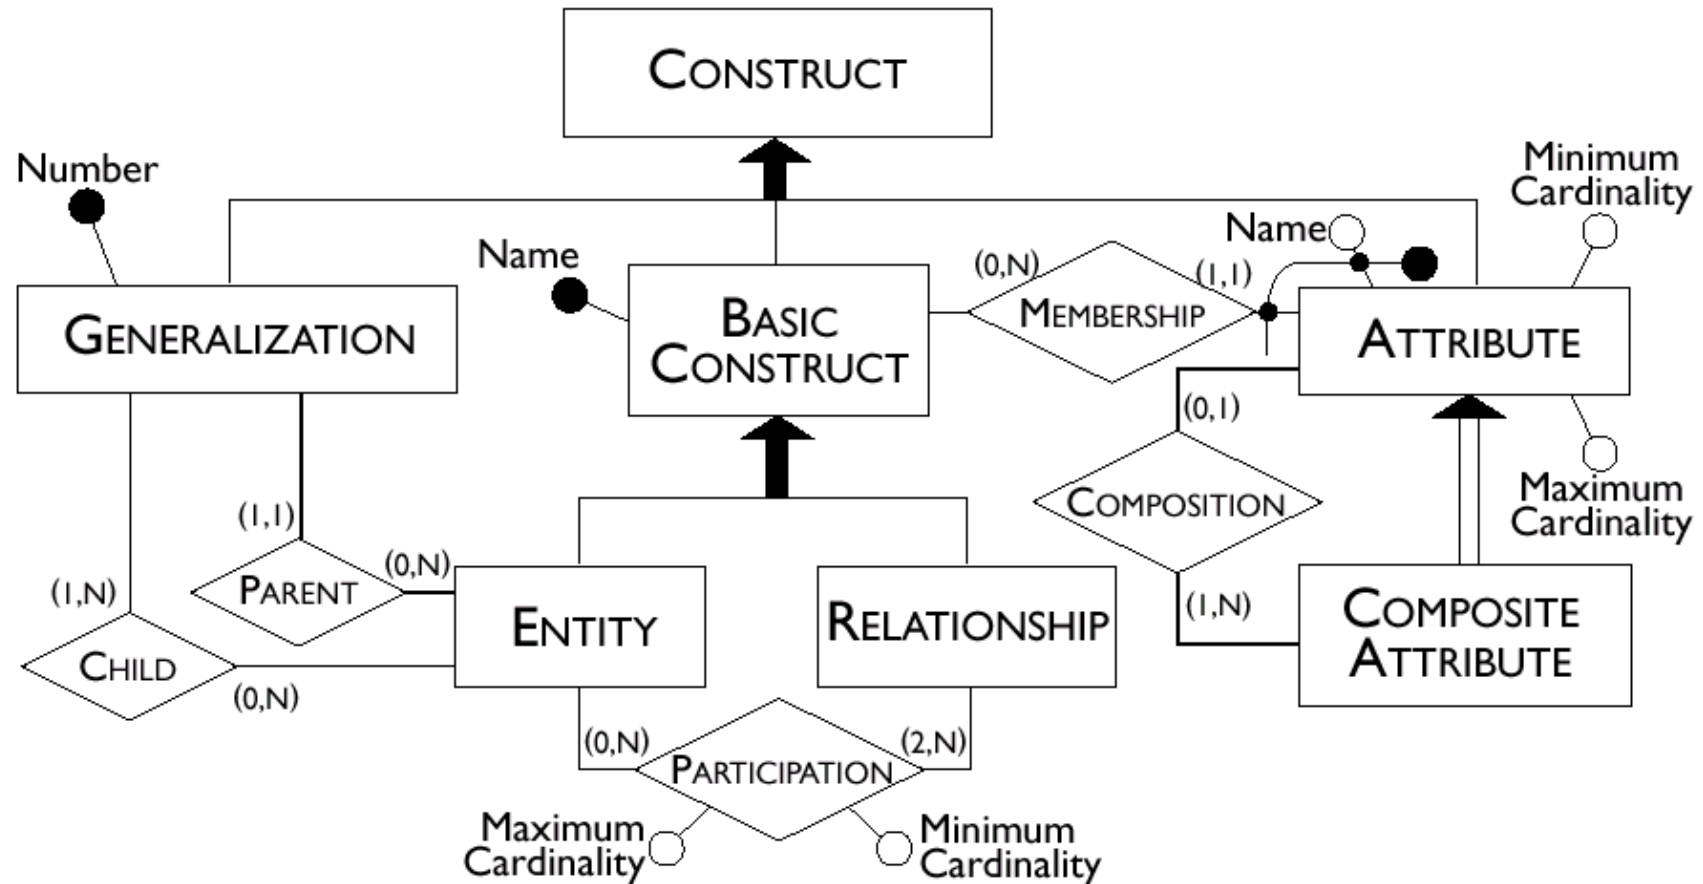 CONSTRUCT
Number
Minimum
Cardinality
Name
Name
(0,N)
(1,1)
GENERALIZATION
BASIC
CONSTRUCT
MEMBERSHIP
ATTRIBUTE
(0,1)
COMPOSITION
Maximum
Cardinality
(1,1)
(0,N)
(1,N)
PARENT
ENTITY
RELATIONSHIP
(1,N)
COMPOSITE
ATTRIBUTE
CHILD
(0,N)
(0,N)
(2,N)
PARTICIPATION
Maximum
Cardinality
Minimum
Cardinality